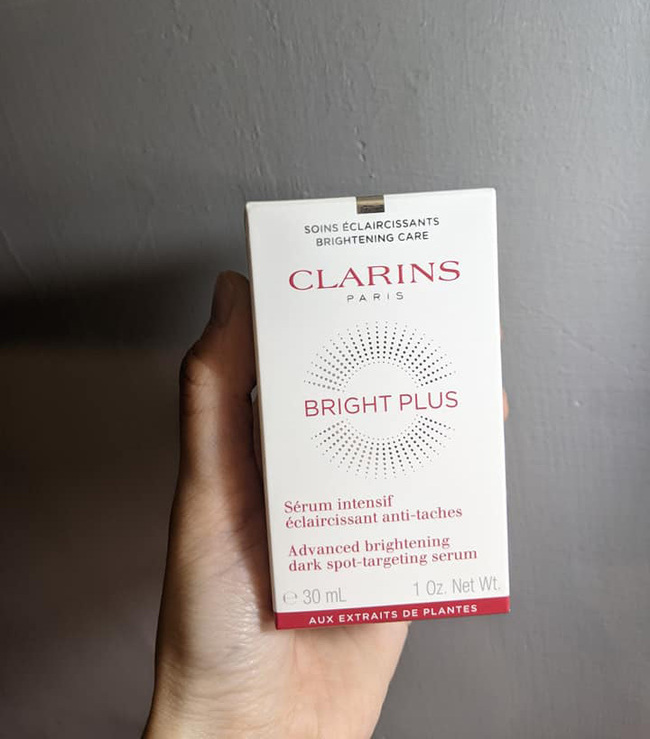 SOINS ÉCLAIRCISSANTS
BRIGHTENING CARE
CLARINS
PARIS
BRIGHT PLUS
Sérum intensif
éclaircissant anti-taches
Advanced brightening
dark spot-targeting serum
℮ 30 mL 1 Oz. Net Wt.
AUX EXTRAITS DE PLANTES